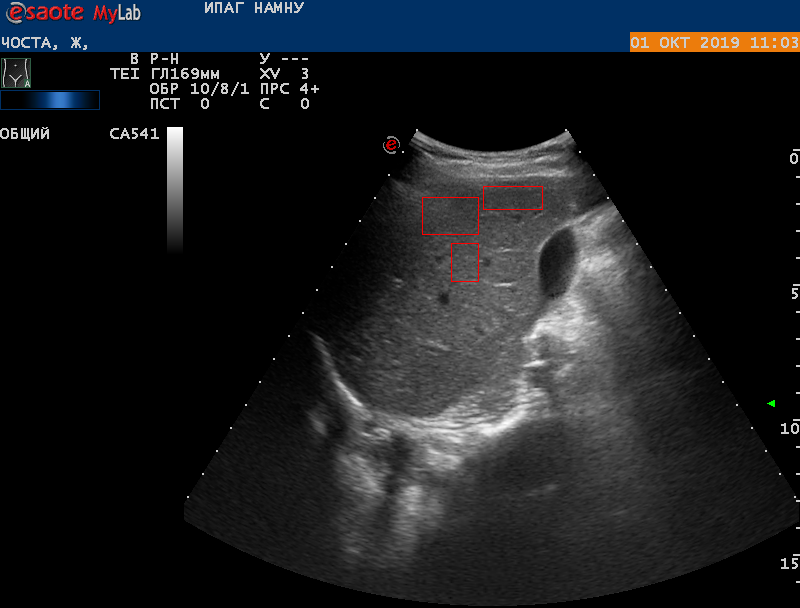 esaote MyLab
ИПАГ НАМНУ
ЧОСТА, Ж,
01 ОКТ 2019 11:03
В Р-Н
У ---
TEI ГЛ169мм
XV 3
ОБР 10/8/1
ПРС 4+
ПСТ 0
С 0
A
ОБЩИЙ
CA541
e
0
5
10
15